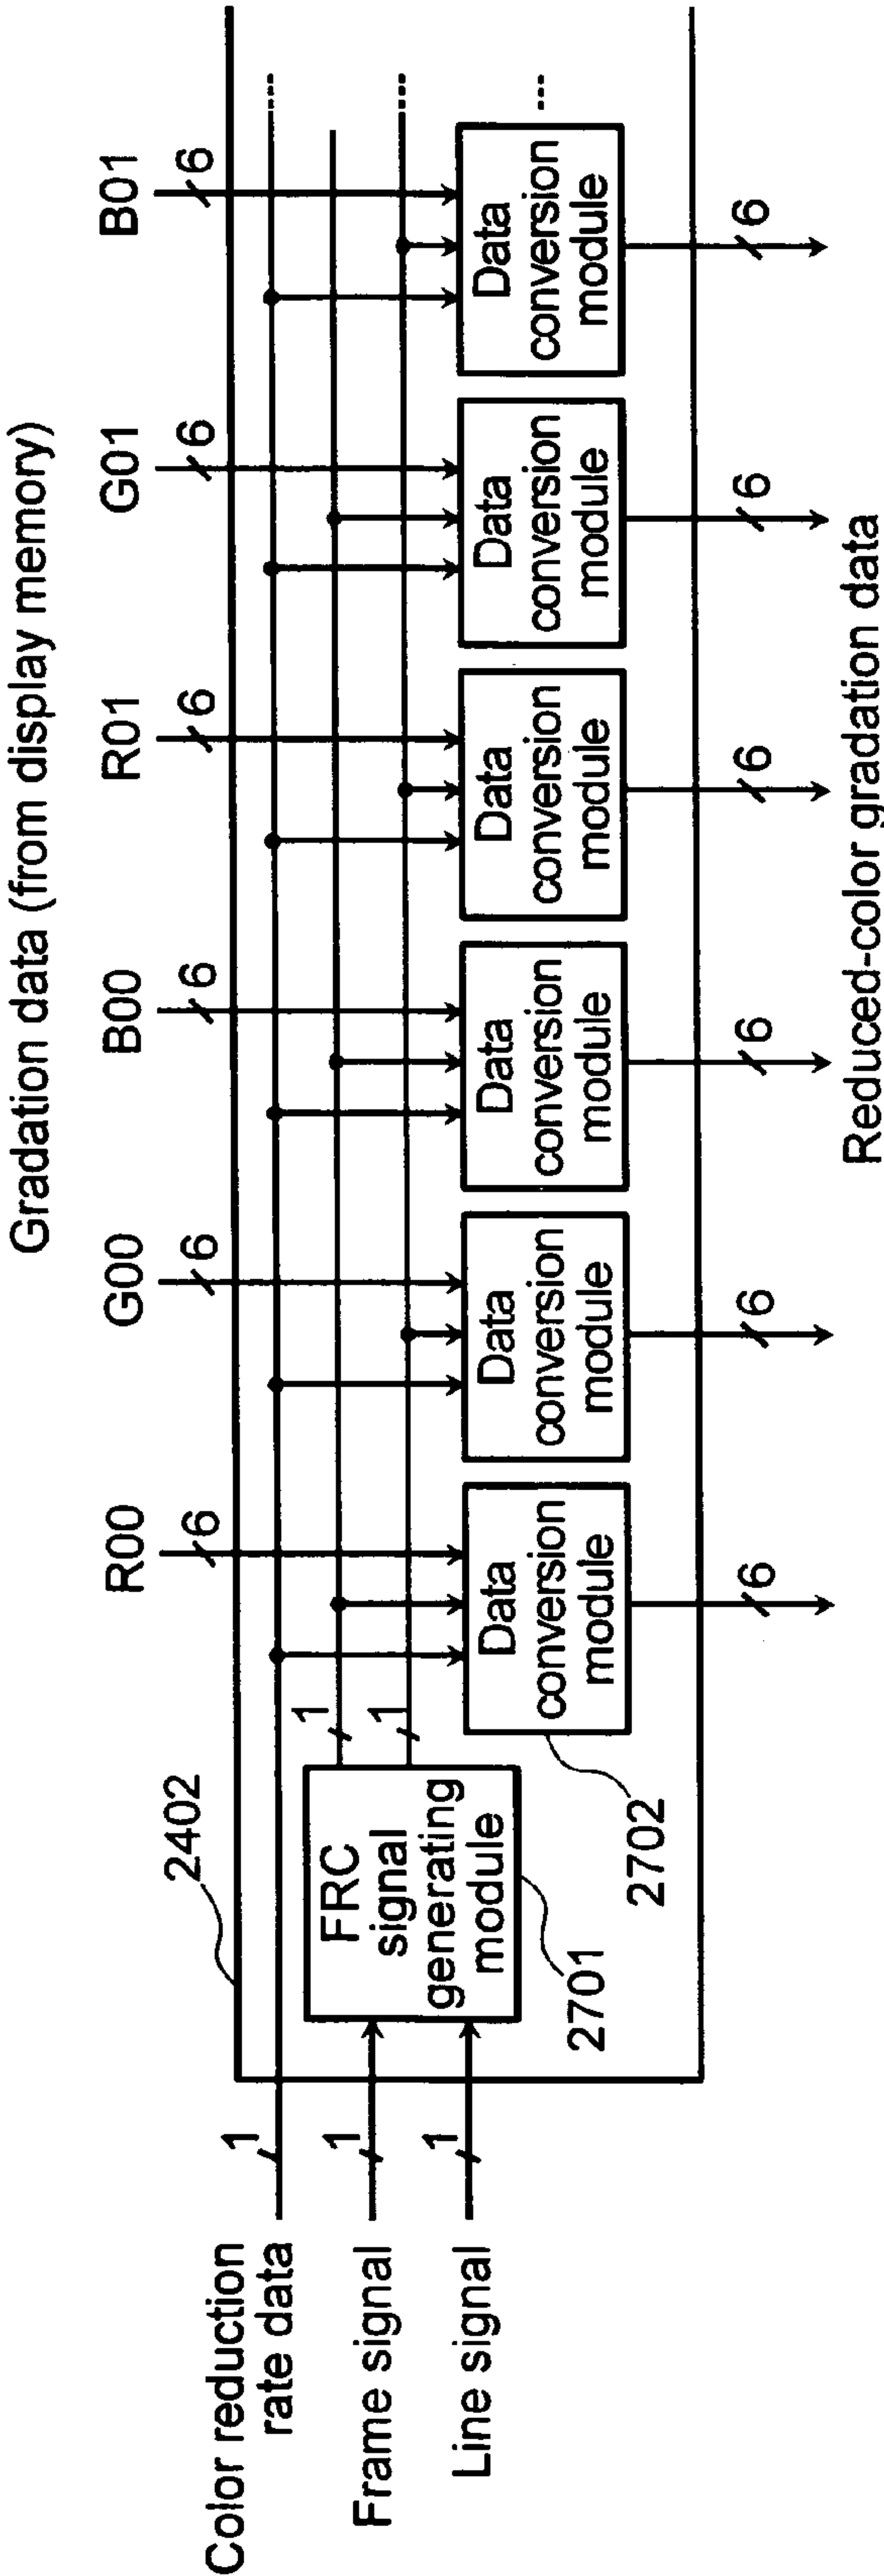 Gradation data (from display memory)
R00
G00
B00
R01
G01
B01
6
6
6
6
6
6
2402
Color reduction
rate data
1
Frame signal
1
Line signal
1
FRC
signal
generating
module
2701
1
1
Data
conversion
module
Data
conversion
module
Data
conversion
module
Data
conversion
module
Data
conversion
module
Data
conversion
module
2702
6
6
6
6
6
6
Reduced-color gradation data